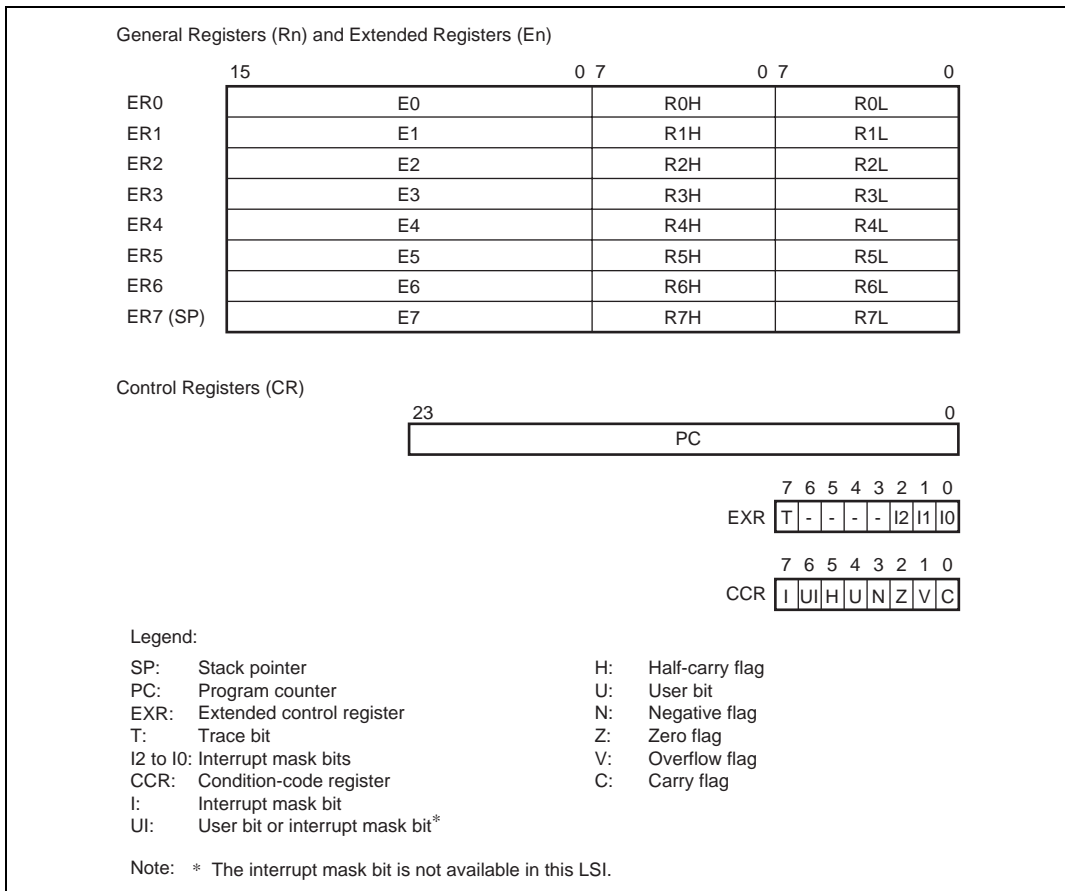 General Registers (Rn) and Extended Registers (En)
15 0 7 0 7 0
ER0 E0 R0H R0L
ER1 E1 R1H R1L
ER2 E2 R2H R2L
ER3 E3 R3H R3L
ER4 E4 R4H R4L
ER5 E5 R5H R5L
ER6 E6 R6H R6L
ER7 (SP) E7 R7H R7L
Control Registers (CR)
23 0
PC
7 6 5 4 3 2 1 0
EXR T - - - - I2 I1 I0
7 6 5 4 3 2 1 0
CCR I UI H U N Z V C
Legend:
SP: Stack pointer
PC: Program counter
EXR: Extended control register
T: Trace bit
I2 to I0: Interrupt mask bits
CCR: Condition-code register
I: Interrupt mask bit
UI: User bit or interrupt mask bit*
H: Half-carry flag
U: User bit
N: Negative flag
Z: Zero flag
V: Overflow flag
C: Carry flag
Note: * The interrupt mask bit is not available in this LSI.